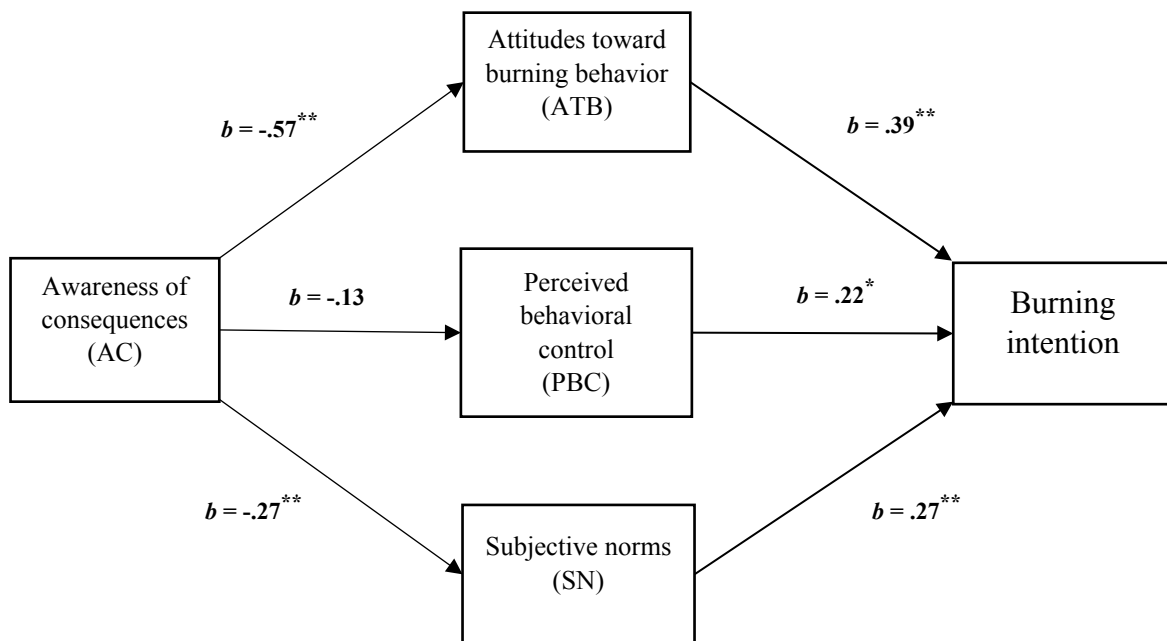 Attitudes toward
burning behavior
(ATB)
b = -.57**
b = .39**
Awareness of
consequences
(AC)
b = -.13
Perceived
behavioral
control
(PBC)
b = .22*
Burning
intention
b = -.27**
Subjective norms
(SN)
b = .27**